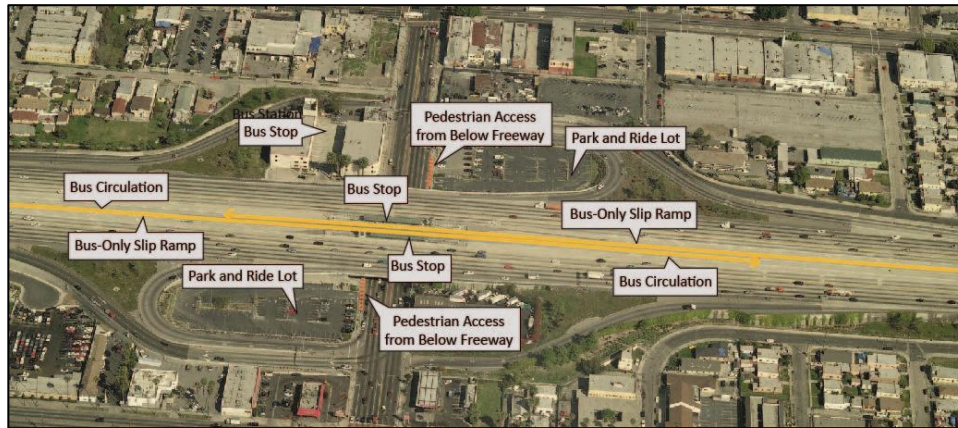 Bus Station
Bus Stop
Pedestrian Access
from Below Freeway
Park and Ride Lot
Bus Circulation
Bus Stop
Bus-Only Slip Ramp
Bus-Only Slip Ramp
Bus Stop
Park and Ride Lot
Bus Circulation
Pedestrian Access
from Below Freeway